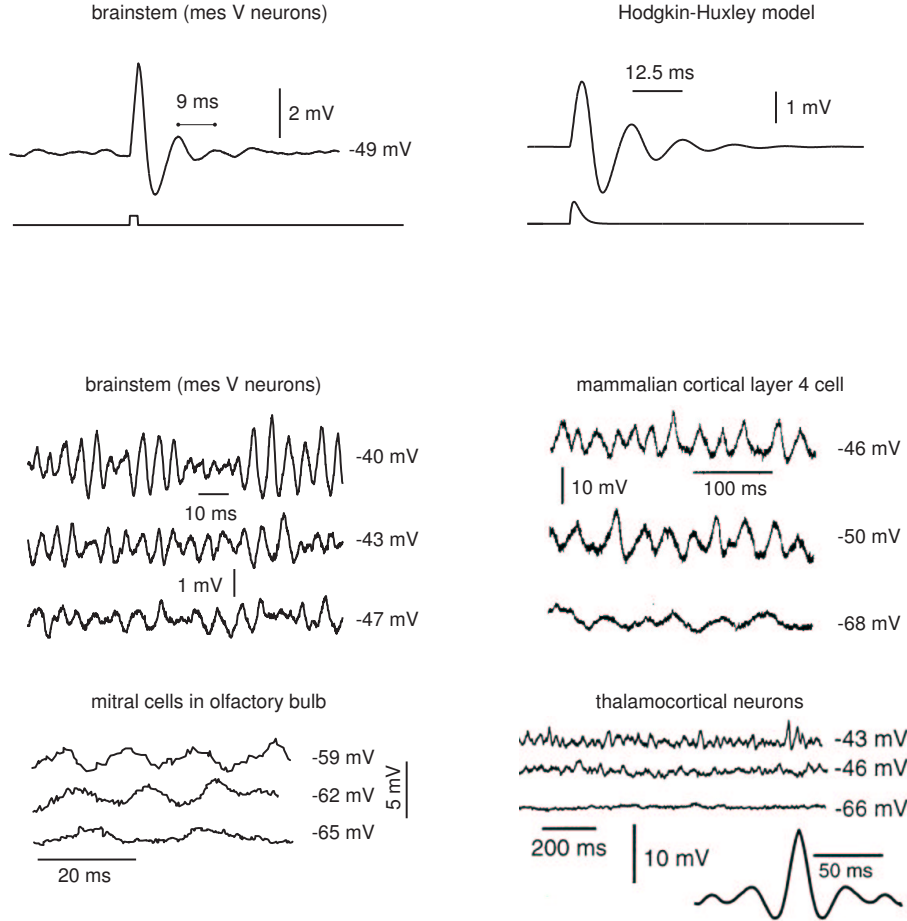 brainstem (mes V neurons)
9 ms
2 mV
-49 mV
Hodgkin-Huxley model
12.5 ms
1 mV
brainstem (mes V neurons)
-40 mV
10 ms
-43 mV
1 mV
-47 mV
mammalian cortical layer 4 cell
-46 mV
10 mV
100 ms
-50 mV
-68 mV
mitral cells in olfactory bulb
-59 mV
-62 mV
5 mV
-65 mV
20 ms
thalamocortical neurons
-43 mV
-46 mV
-66 mV
200 ms
10 mV
50 ms